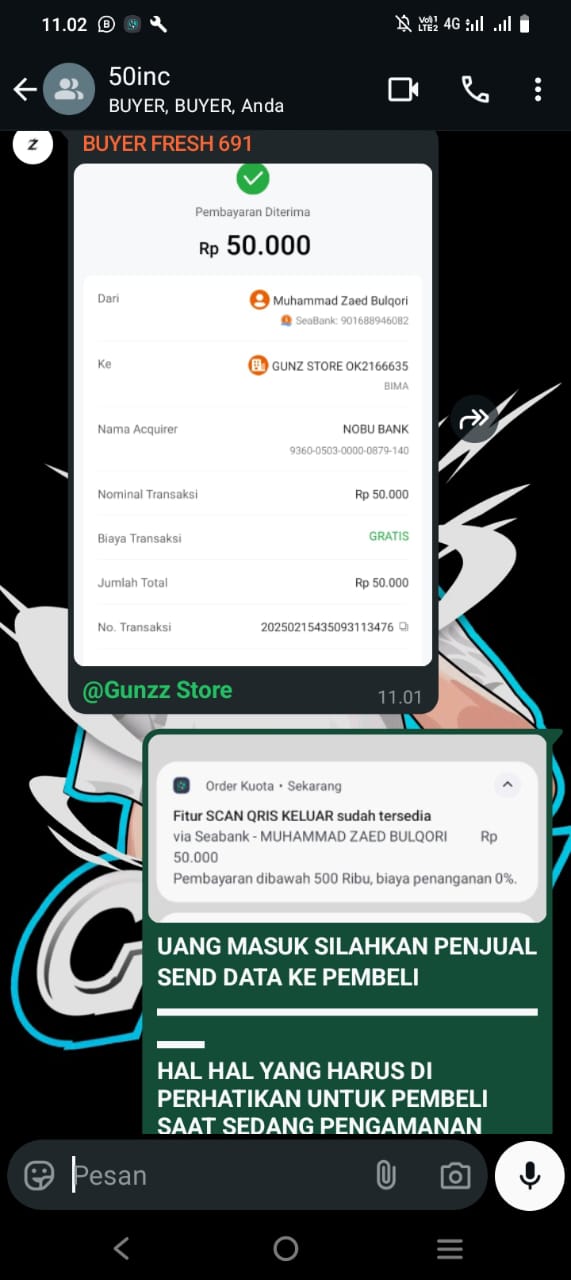 11.02
Vo)) 1
LTE2
4G
50inc
BUYER, BUYER, Anda
z
BUYER FRESH 691
Pembayaran Diterima
Rp 50.000
Dari
Muhammad Zaed Bulqori
SeaBank: 901688946082
Ke
GUNZ STORE OK2166635
BIMA
Nama Acquirer
NOBU BANK
9360-0503-0000-0879-140
Nominal Transaksi
Rp 50.000
Biaya Transaksi
GRATIS
Jumlah Total
Rp 50.000
No. Transaksi
20250215435093113476
@Gunzz Store
11.01
Order Kuota • Sekarang
Fitur SCAN QRIS KELUAR sudah tersedia
via Seabank - MUHAMMAD ZAED BULQORI Rp
50.000
Pembayaran dibawah 500 Ribu, biaya penanganan 0%.
UANG MASUK SILAHKAN PENJUAL
SEND DATA KE PEMBELI
HAL HAL YANG HARUS DI
PERHATIKAN UNTUK PEMBELI
SAAT SEDANG PENGAMANAN
Pesan